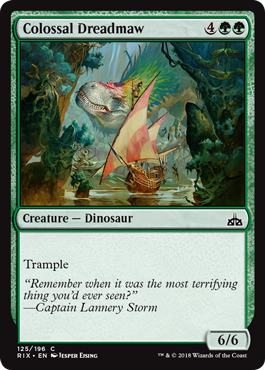 Colossal Dreadmaw 4
Creature — Dinosaur
Trample
“Remember when it was the most terrifying
thing you’d ever seen?”
—Captain Lannery Storm
6/6
125/196 C
RIX • EN Jesper Ejsing ™ & © 2018 Wizards of the Coast